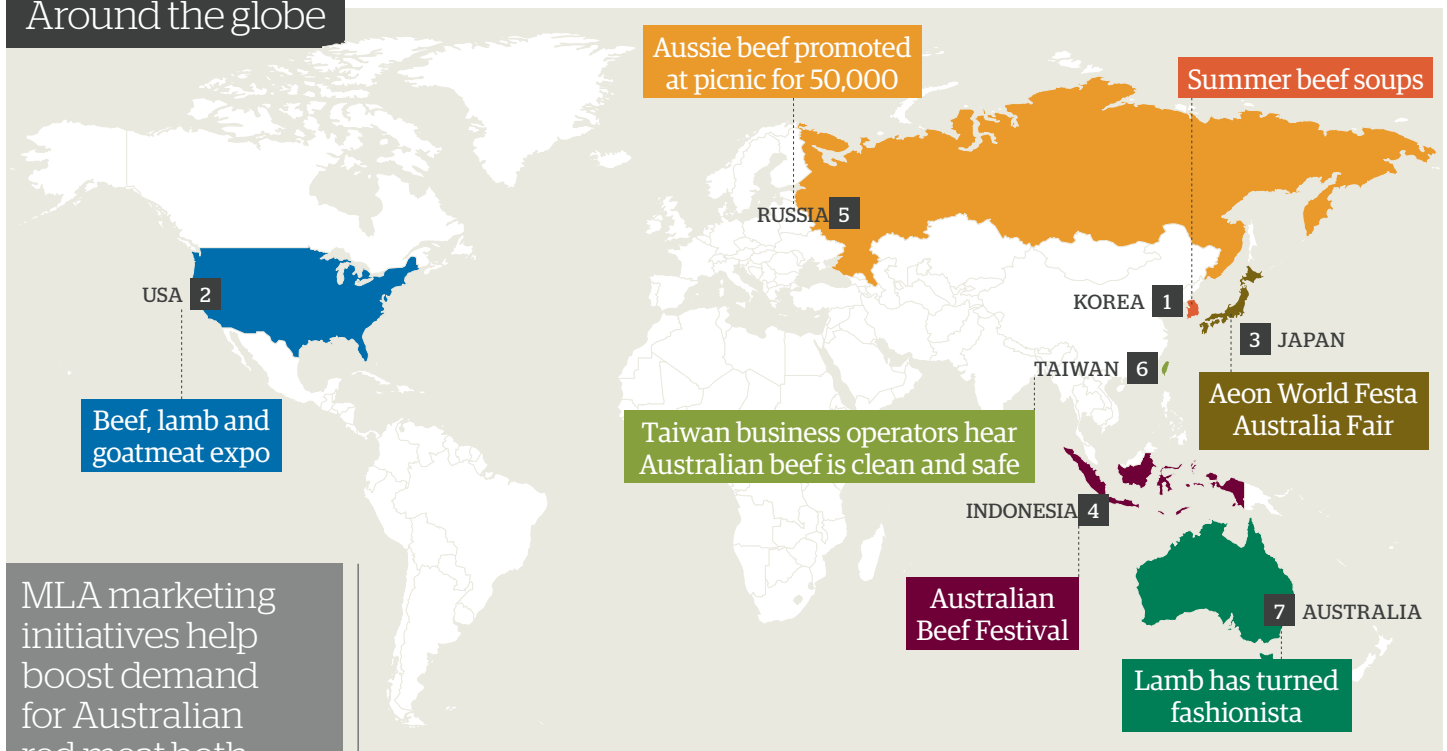 Around the globe
Aussie beef promoted
at picnic for 50,000
Summer beef soups
RUSSIA 5
USA 2
KOREA 1
3 JAPAN
TAIWAN 6
Beef, lamb and
goatmeat expo
Aeon World Festa
Australia Fair
Taiwan business operators hear
Australian beef is clean and safe
INDONESIA 4
Australian
Beef Festival
7 AUSTRALIA
Lamb has turned
fashionista
MLA marketing
initiatives help
boost demand
for Australian
red meat both